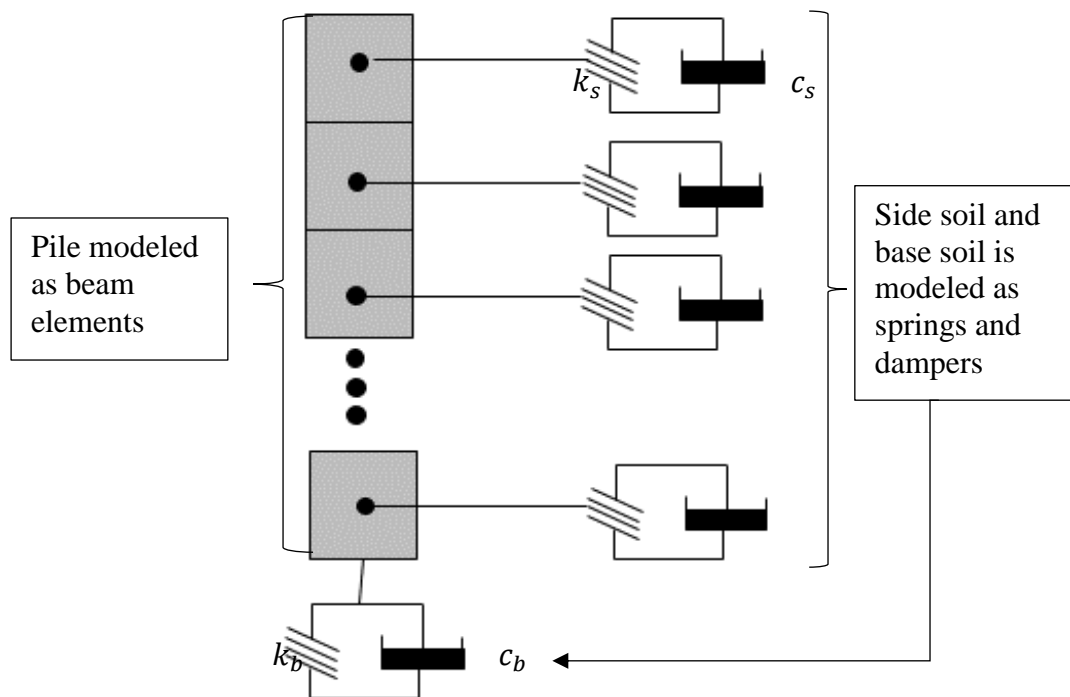 k_s
c_s
Pile modeled
as beam
elements
Side soil and
base soil is
modeled as
springs and
dampers
k_b
c_b